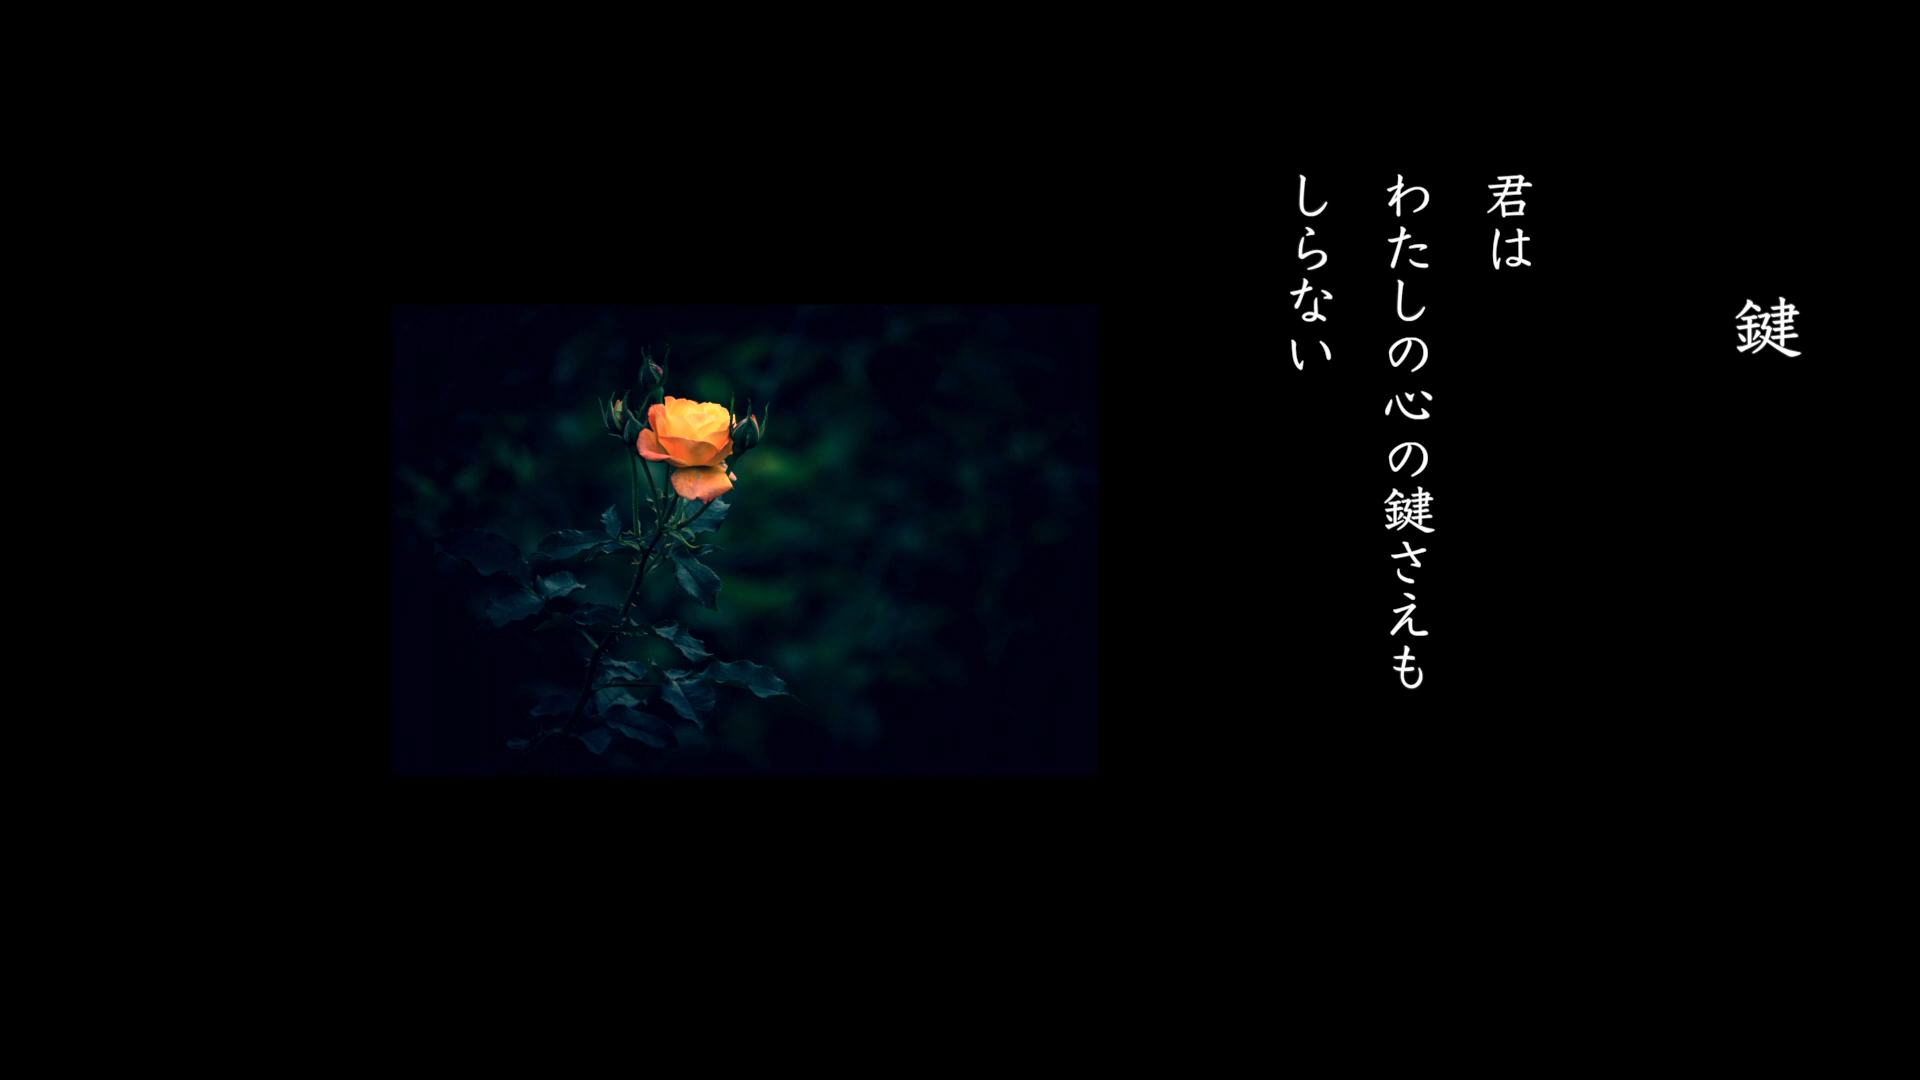 鍵
君は
わたしの心の鍵さえも
しらない